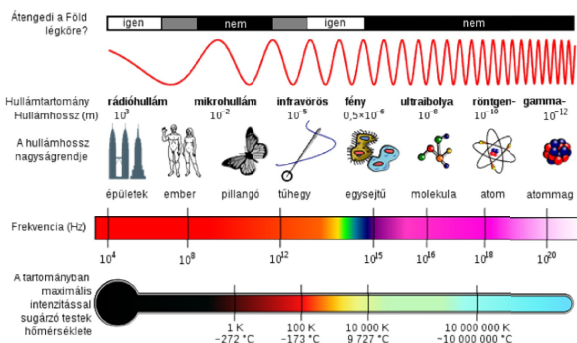 Átengedi a Föld légköre?
igen nem igen nem
Hullámtartomány rádióhullám mikrohullám infravörös fény ultraibolya röntgen- gamma-
Hullámhossz (m) 10³ 10⁻² 10⁻⁵ 0,5×10⁻⁶ 10⁻⁸ 10⁻¹⁰ 10⁻¹²
A hullámhossz nagyságrendje
épületek ember pillangó tűhegy egysejtű molekula atom atommag
Frekvencia (Hz)
10⁴ 10⁸ 10¹² 10¹⁵ 10¹⁶ 10¹⁸ 10²⁰
A tartományban
maximális
intenzitással
sugárzó testek
hőmérséklete
1 K 100 K 10 000 K 10 000 000 K
−272 °C −173 °C 9 727 °C ~10 000 000 °C